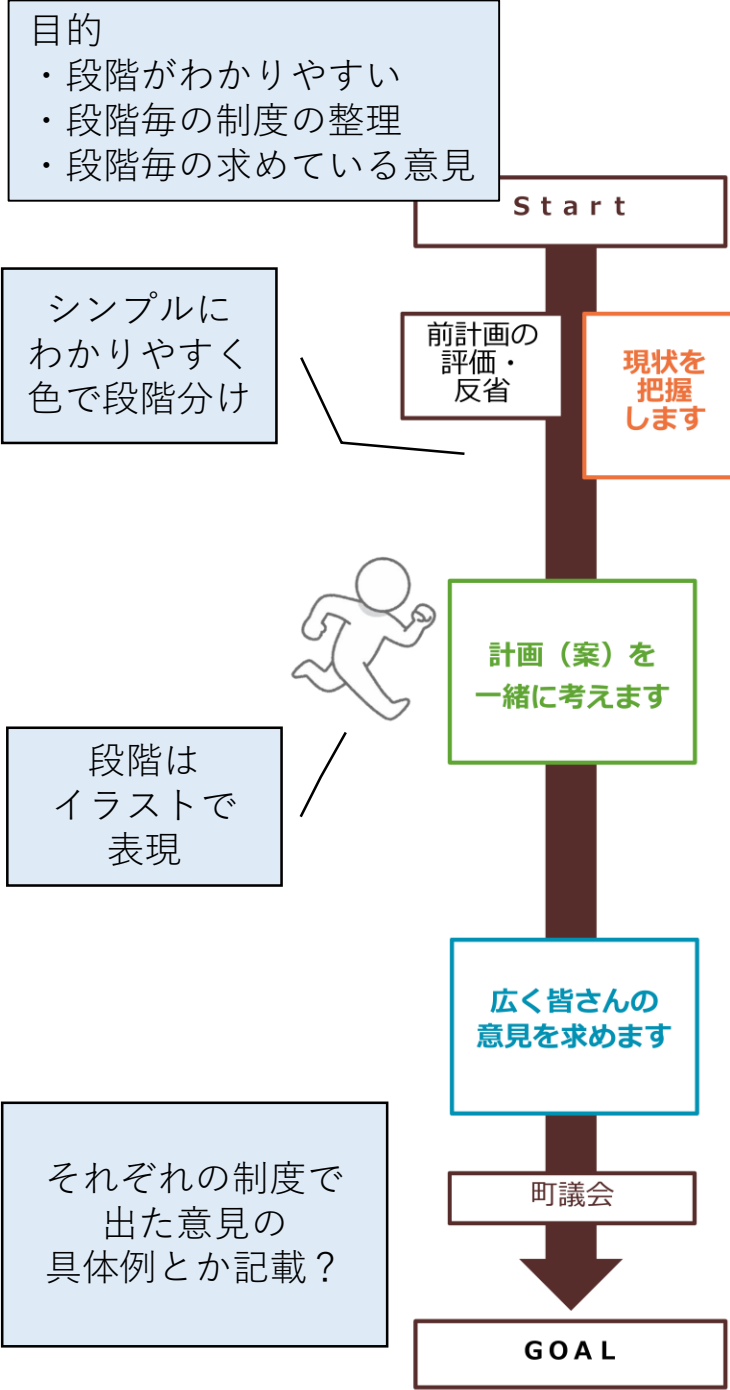 目的
・段階がわかりやすい
・段階毎の制度の整理
・段階毎の求めている意見
Start
シンプルに
わかりやすく
色で段階分け
前計画の
評価・
反省
現状を
把握
します
計画（案）を
一緒に考えます
段階は
イラストで
表現
広く皆さんの
意見を求めます
それぞれの制度で
出た意見の
具体例とか記載？
町議会
GOAL